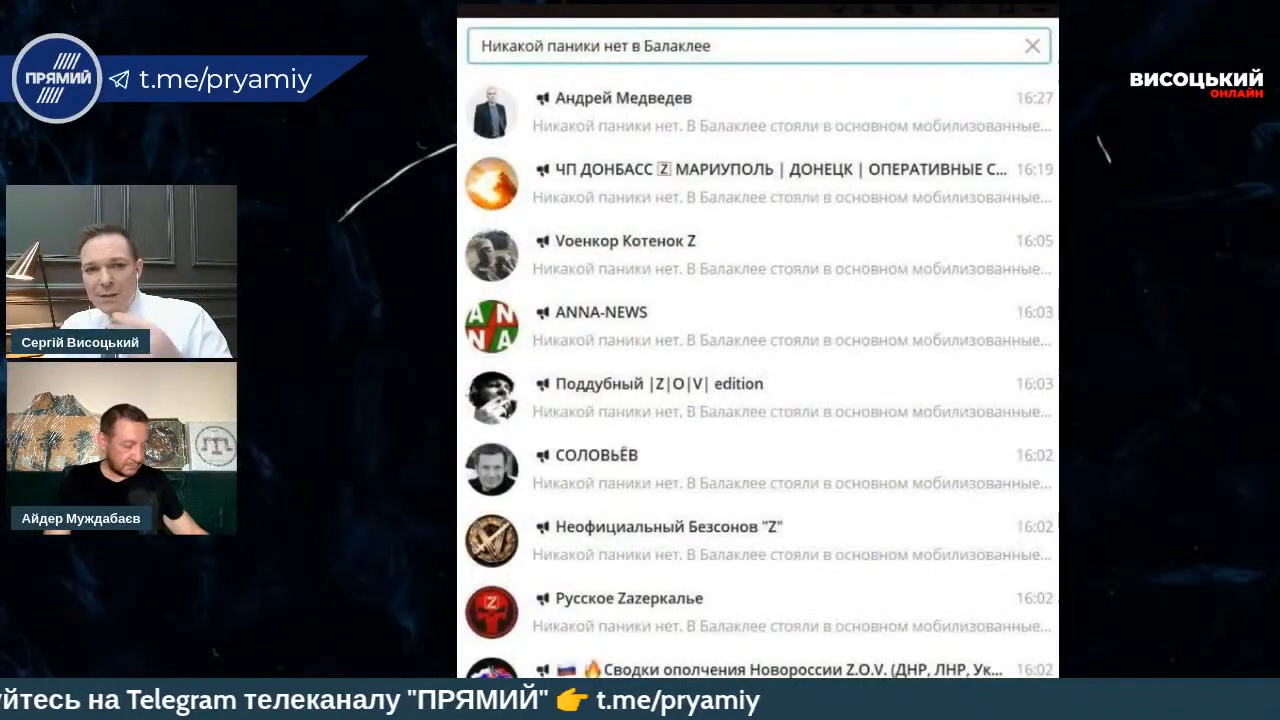 ПРЯМИЙ
t.me/pryamiy
ВИСОЦЬКИЙ
ОНЛАЙН
Сергій Висоцький
Айдер Муждабаєв
Никакой паники нет в Балаклее
Андрей Медведев 16:27
Никакой паники нет. В Балаклее стояли в основном мобилизованные...
ЧП ДОНБАСС 🆉 МАРИУПОЛЬ | ДОНЕЦК | ОПЕРАТИВНЫЕ С... 16:19
Никакой паники нет. В Балаклее стояли в основном мобилизованные...
Vоенкор Котенок Z 16:05
Никакой паники нет. В Балаклее стояли в основном мобилизованные...
ANNA-NEWS 16:03
Никакой паники нет. В Балаклее стояли в основном мобилизованные...
Поддубный |Z|O|V| edition 16:03
Никакой паники нет. В Балаклее стояли в основном мобилизованные...
СОЛОВЬЁВ 16:02
Никакой паники нет. В Балаклее стояли в основном мобилизованные...
Неофициальный Безсонов "Z" 16:02
Никакой паники нет. В Балаклее стояли в основном мобилизованные...
Русское Zазеркалье 16:02
Никакой паники нет. В Балаклее стояли в основном мобилизованные...
🇷🇺 🔥Сводки ополчения Новороссии Z.O.V. (ДНР, ЛНР, Ук... 16:02
ANNA
Z
уйтесь на Telegram телеканалу "ПРЯМИЙ" 👉 t.me/pryamiy